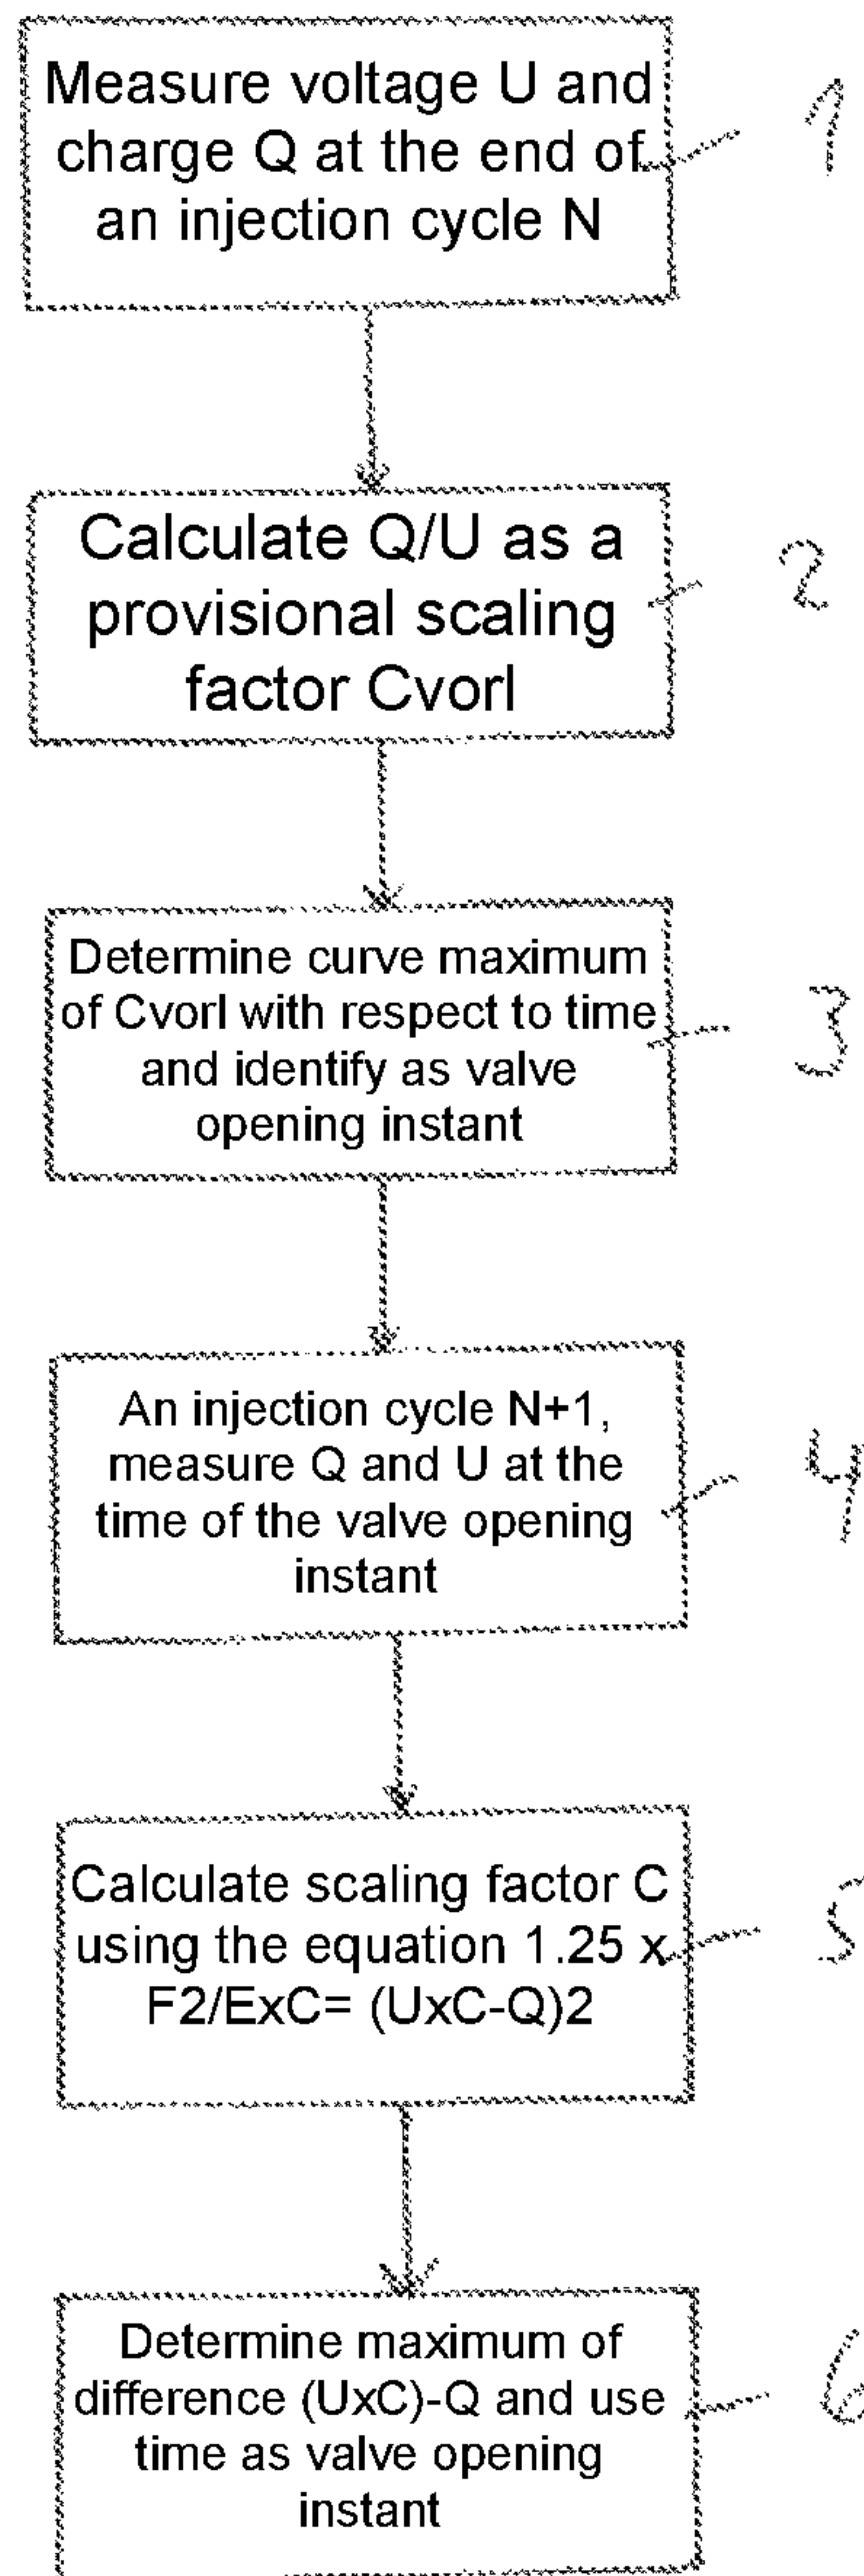 Measure voltage U and
charge Q at the end of
an injection cycle N
1
Calculate Q/U as a
provisional scaling
factor Cvorl
2
Determine curve maximum
of Cvorl with respect to time
and identify as valve
opening instant
3
An injection cycle N+1,
measure Q and U at the
time of the valve opening
instant
4
Calculate scaling factor C
using the equation 1.25 x
F2/ExC= (UxC-Q)2
5
Determine maximum of
difference (UxC)-Q and use
time as valve opening
instant
6